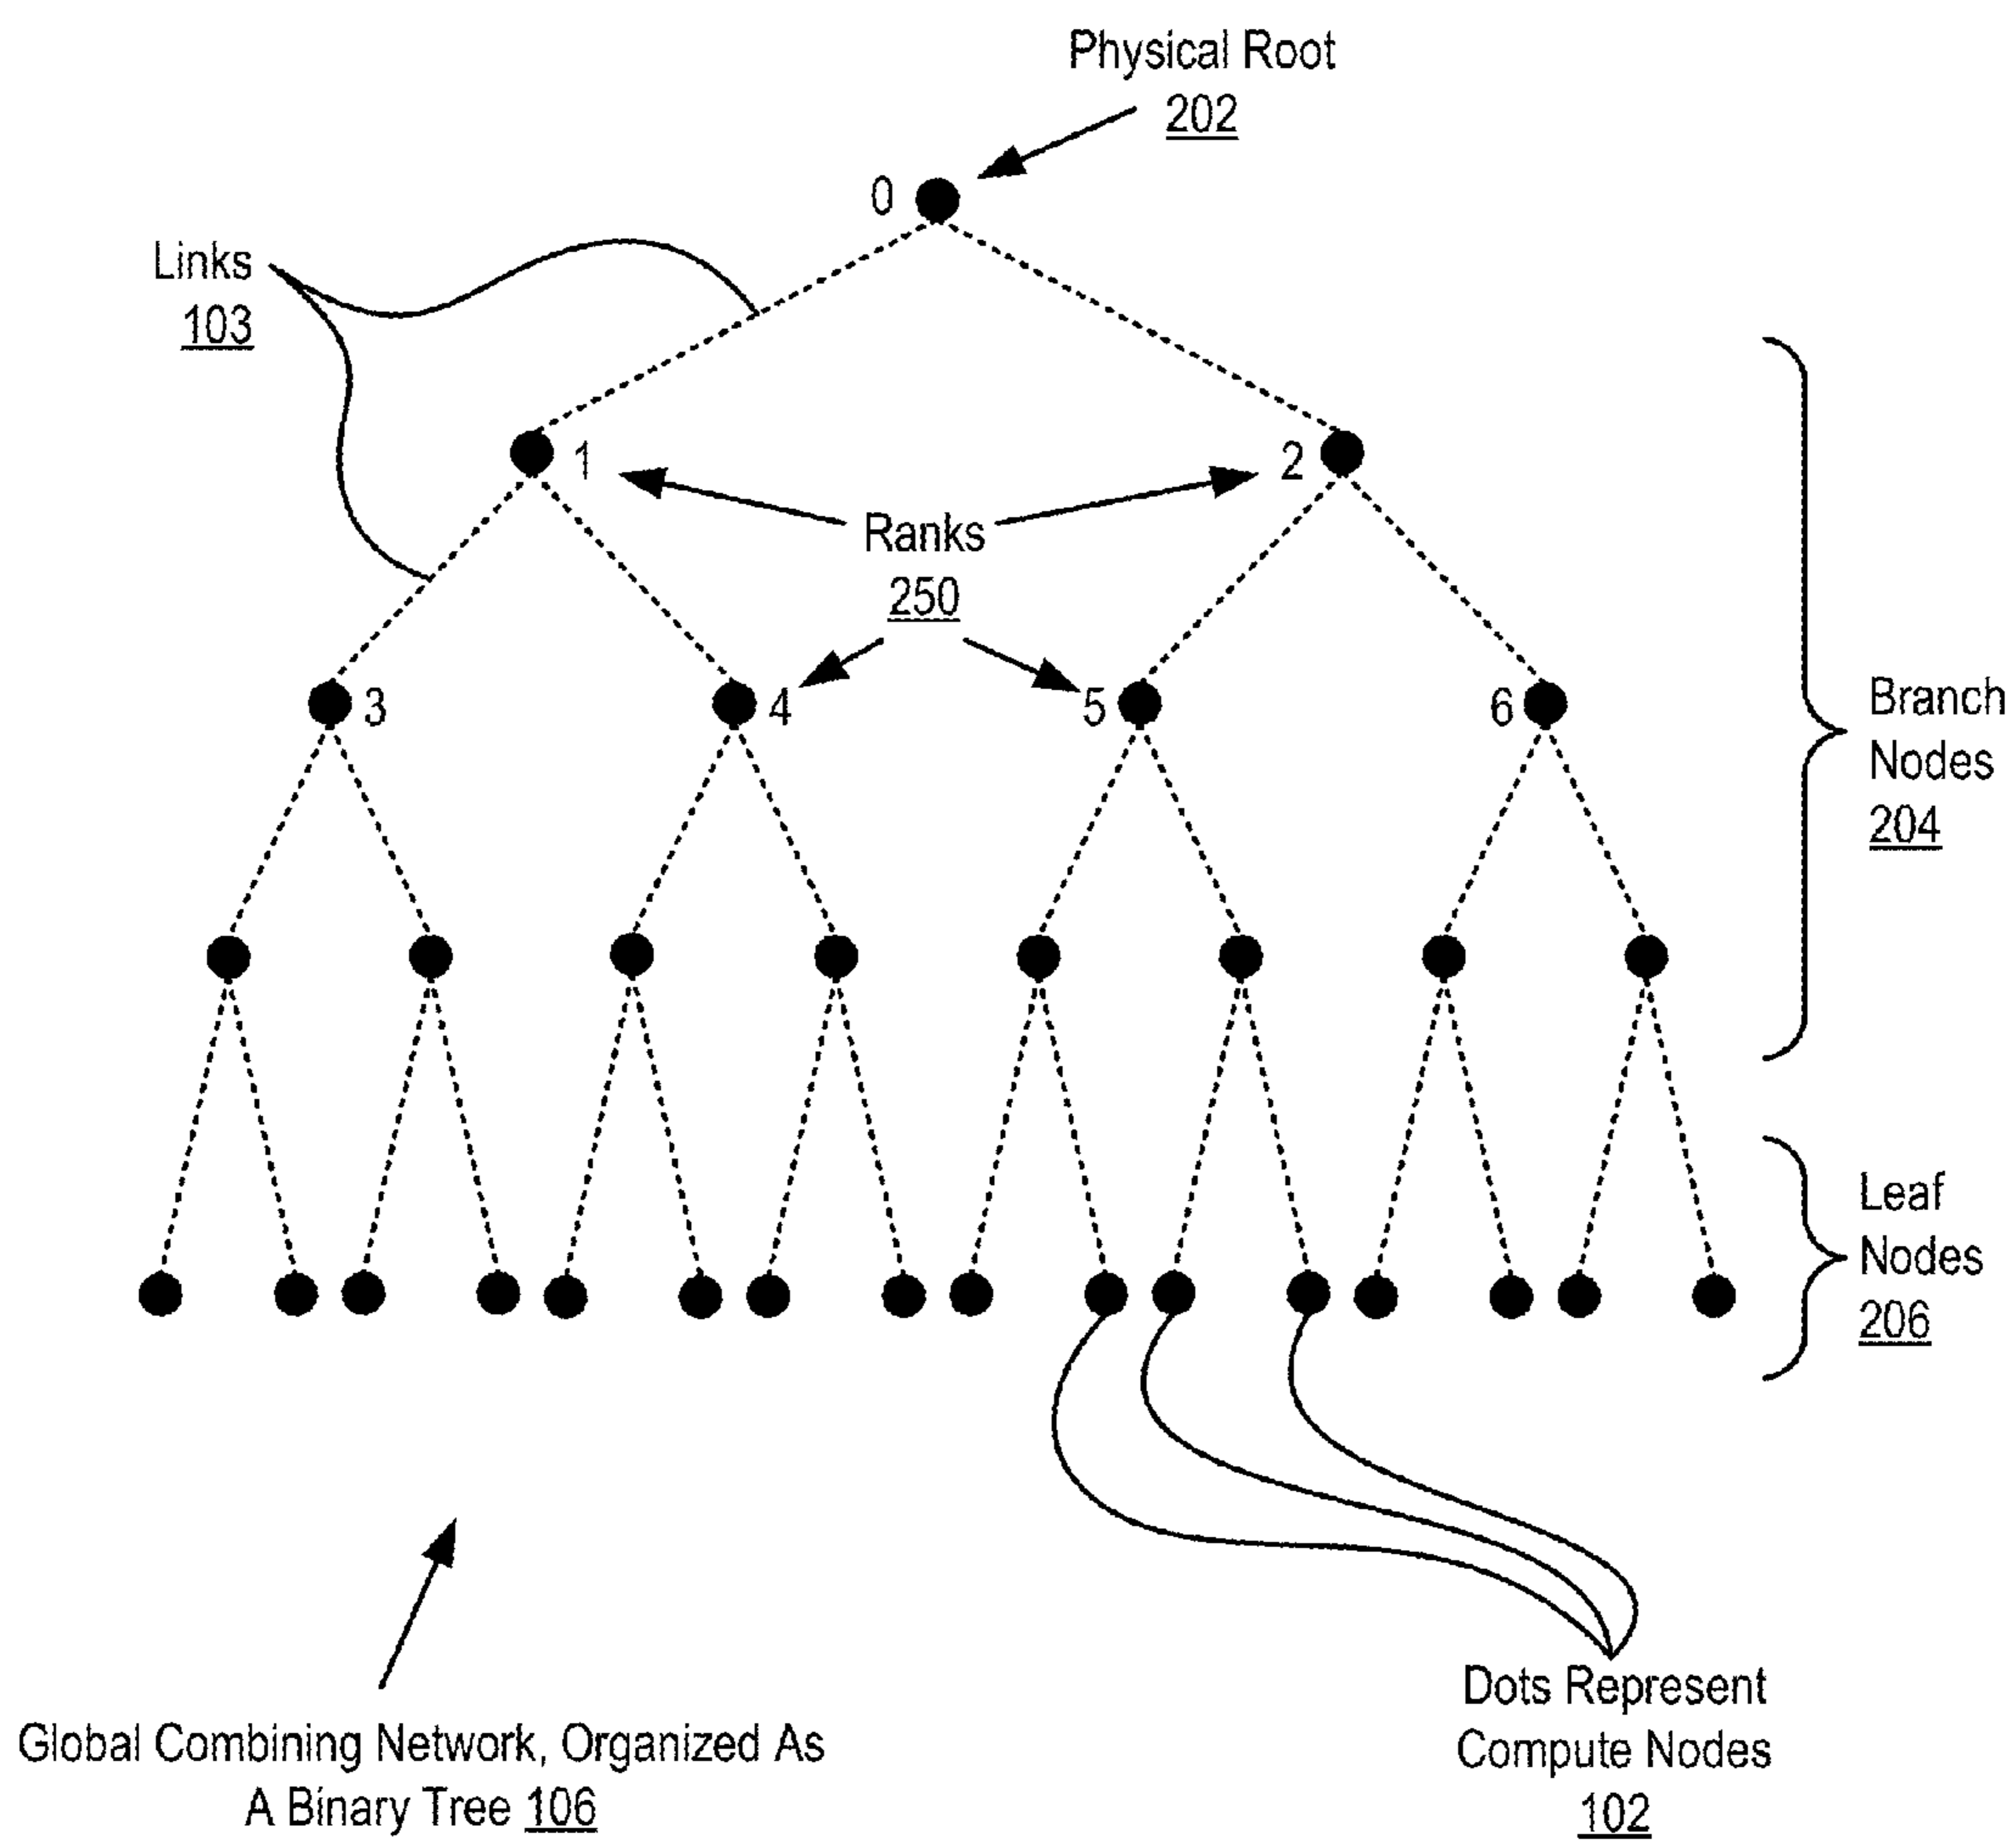 Physical Root
202
0
Links
103
1
2
Ranks
250
3
4
5
6
Branch
Nodes
204
Leaf
Nodes
206
Global Combining Network, Organized As
A Binary Tree 106
Dots Represent
Compute Nodes
102